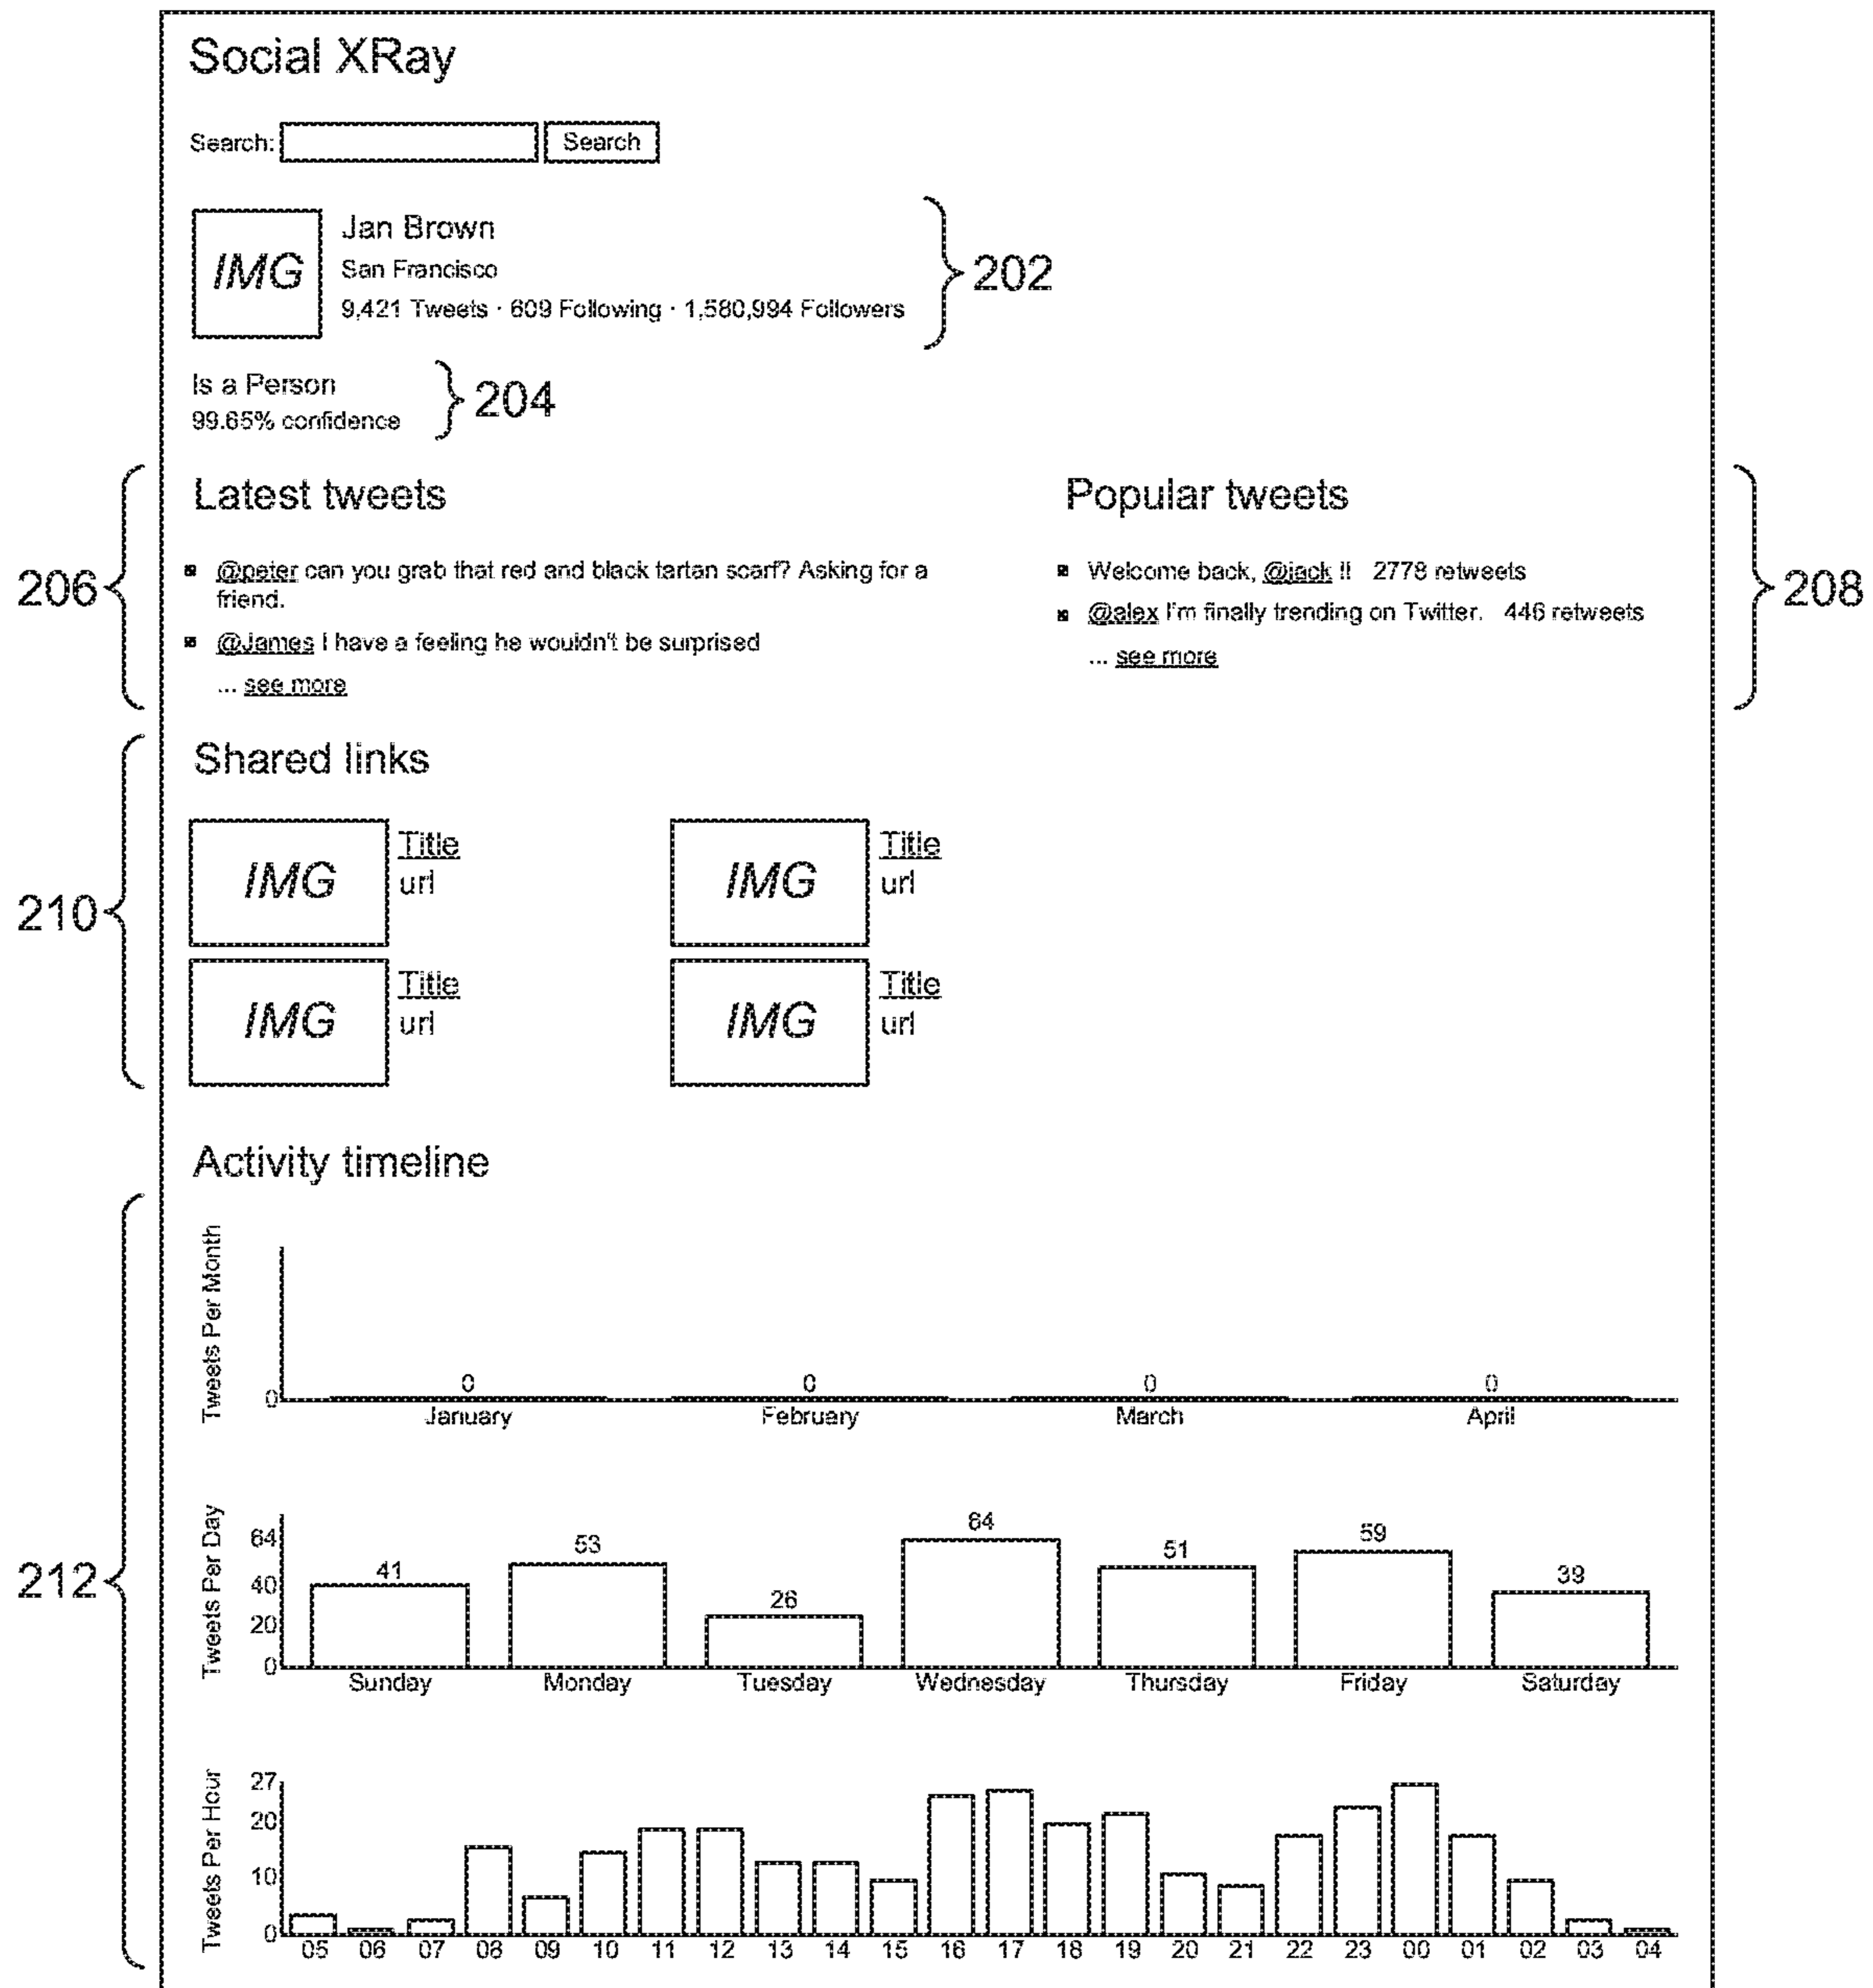 Social XRay
Search: Search
IMG
Jan Brown
San Francisco
9,421 Tweets · 609 Following · 1,580,994 Followers
202
Is a Person
99.65% confidence
204
206
Latest tweets
@peter can you grab that red and black tartan scarf? Asking for a
friend.
@James I have a feeling he wouldn't be surprised
... see more
Popular tweets
Welcome back, @jack !! 2778 retweets
@alex I'm finally trending on Twitter. 446 retweets
... see more
208
210
Shared links
IMG
Title
url
IMG
Title
url
IMG
Title
url
IMG
Title
url
212
Activity timeline
Tweets Per Month
0 0 0 0
0
January February March April
Tweets Per Day
64
40
20
0
41 53 26 64 51 59 39
Sunday Monday Tuesday Wednesday Thursday Friday Saturday
Tweets Per Hour
27
20
10
0
05 06 07 08 09 10 11 12 13 14 15 16 17 18 19 20 21 22 23 00 01 02 03 04